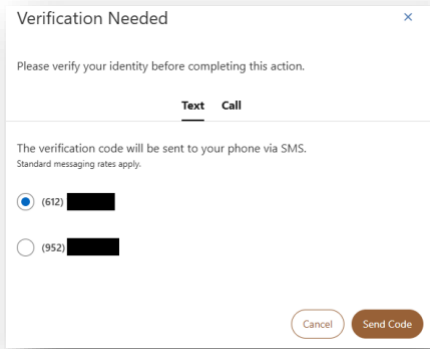 Verification Needed
Please verify your identity before completing this action.
Text Call
The verification code will be sent to your phone via SMS.
Standard messaging rates apply.
(612)
(952)
Cancel Send Code